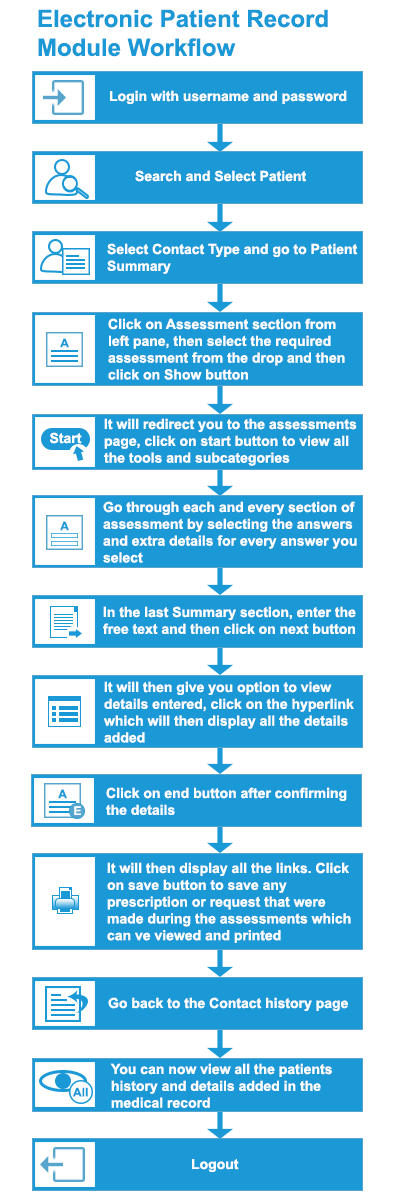 Electronic Patient Record
Module Workflow
Login with username and password
Search and Select Patient
Select Contact Type and go to Patient
Summary
A
Click on Assessment section from
left pane, then select the required
assessment from the drop and then
click on Show button
Start
It will redirect you to the assessments
page, click on start button to view all
the tools and subcategories
A
Go through each and every section of
assessment by selecting the answers
and extra details for every answer you
select
In the last Summary section, enter the
free text and then click on next button
It will then give you option to view
details entered, click on the hyperlink
which will then display all the details
added
A
E
Click on end button after confirming
the details
It will then display all the links. Click
on save button to save any
prescription or request that were
made during the assessments which
can ve viewed and printed
Go back to the Contact history page
All
You can now view all the patients
history and details added in the
medical record
Logout